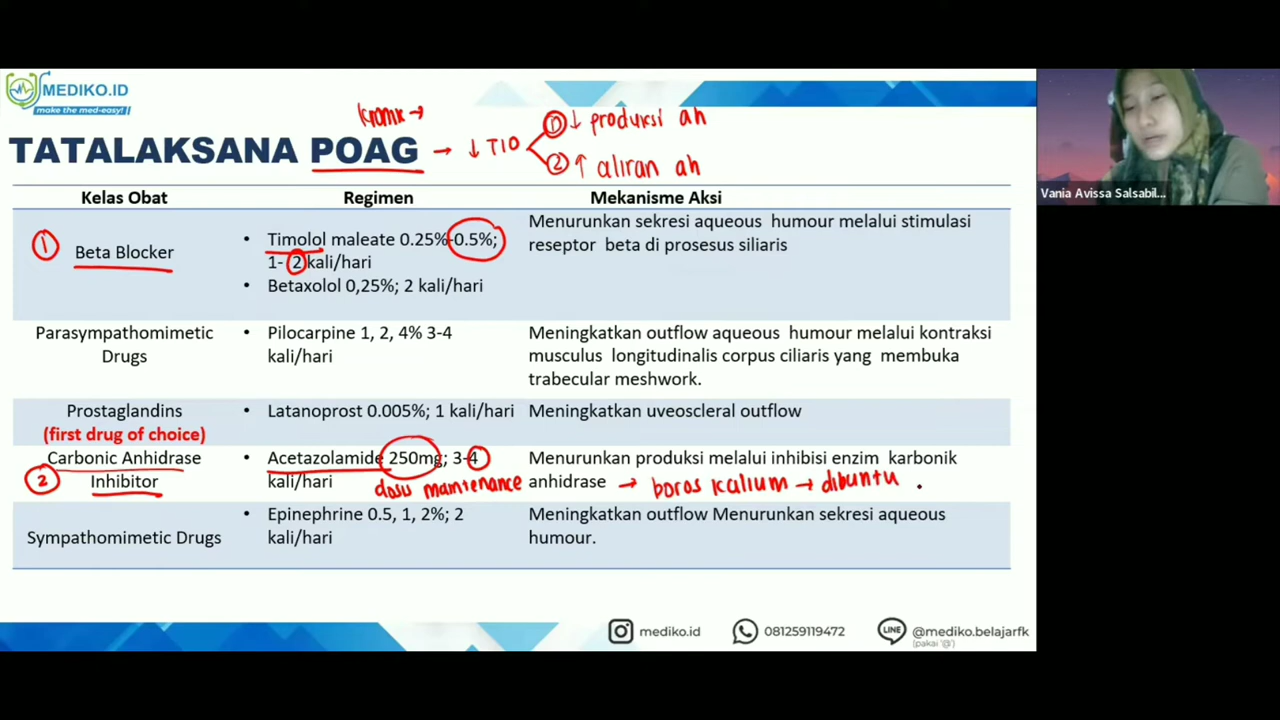 MEDIKO.ID
make the med-easy!
TATALAKSANA POAG → ↓ TIO
① ↓ produksi ah
② ↑ aliran ah
Vania Avissa Salsabil...
Kelas Obat Regimen Mekanisme Aksi
① Beta Blocker
• Timolol maleate 0.25%-0.5%;
1- 2 kali/hari
• Betaxolol 0,25%; 2 kali/hari
Menurunkan sekresi aqueous humour melalui stimulasi
reseptor beta di prosesus siliaris
Parasympathomimetic
Drugs
• Pilocarpine 1, 2, 4% 3-4
kali/hari
Meningkatkan outflow aqueous humour melalui kontraksi
musculus longitudinalis corpus ciliaris yang membuka
trabecular meshwork.
Prostaglandins
(first drug of choice)
• Latanoprost 0.005%; 1 kali/hari
Meningkatkan uveoscleral outflow
Carbonic Anhidrase
② Inhibitor
• Acetazolamide 250mg; 3-4
kali/hari
dosis maintenance
Menurunkan produksi melalui inhibisi enzim karbonik
anhidrase → boros kalium → dibuntu
Sympathomimetic Drugs
• Epinephrine 0.5, 1, 2%; 2
kali/hari
Meningkatkan outflow Menurunkan sekresi aqueous
humour.
mediko.id
081259119472
LINE
@mediko.belajarfk
(pakai '@')